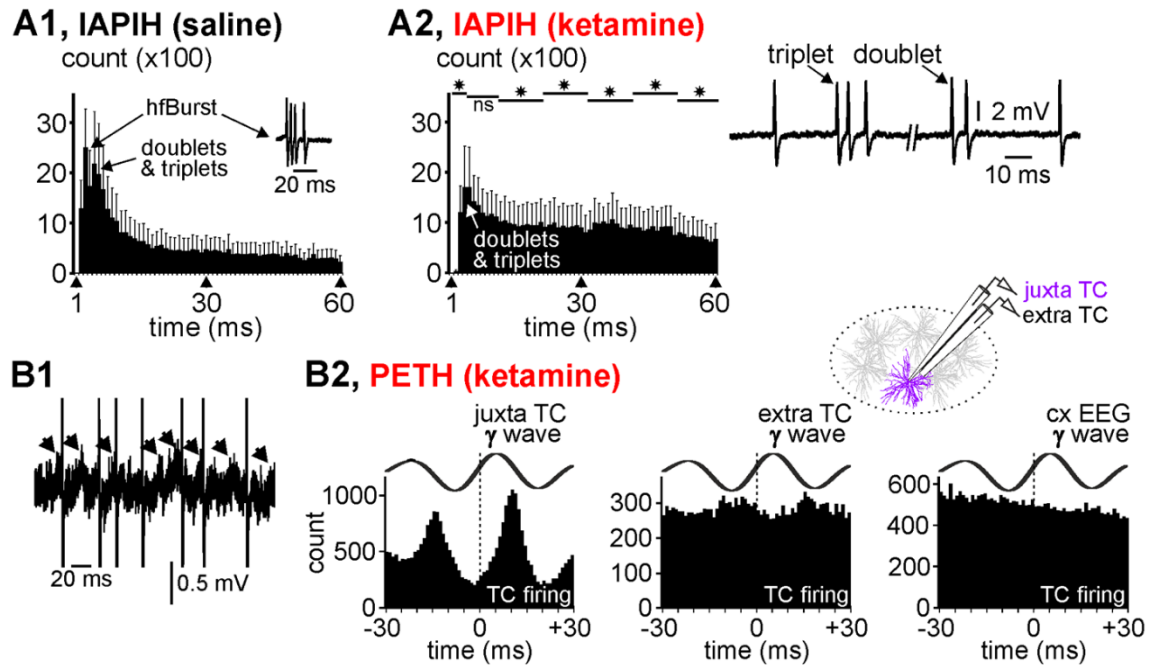 A1, IAPIH (saline)
count (x100)
hfBurst
doublets
& triplets
20 ms
30
20
10
0
1
30
60
time (ms)
A2, IAPIH (ketamine)
count (x100)
✷
ns
✷
✷
✷
✷
✷
30
20
10
0
doublets
& triplets
1
30
60
time (ms)
triplet
doublet
2 mV
10 ms
juxta TC
extra TC
B1
20 ms
0.5 mV
B2, PETH (ketamine)
juxta TC
γ wave
1000
500
0
count
TC firing
-30
0
+30
time (ms)
extra TC
γ wave
300
200
100
0
TC firing
-30
0
+30
time (ms)
cx EEG
γ wave
600
400
200
0
TC firing
-30
0
+30
time (ms)